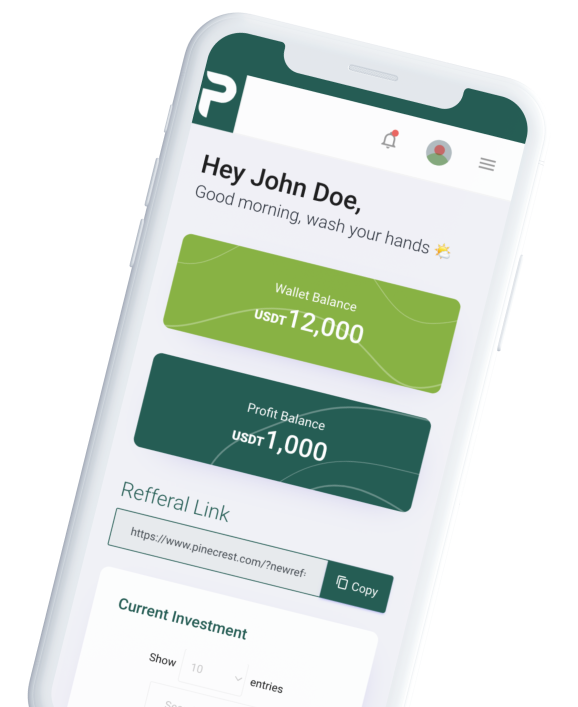 Hey John Doe,
Good morning, wash your hands 🌤️
Wallet Balance
USDT 12,000
Profit Balance
USDT 1,000
Refferal Link
https://www.pinecrest.com/?newref
Copy
Current Investment
Show 10 entries